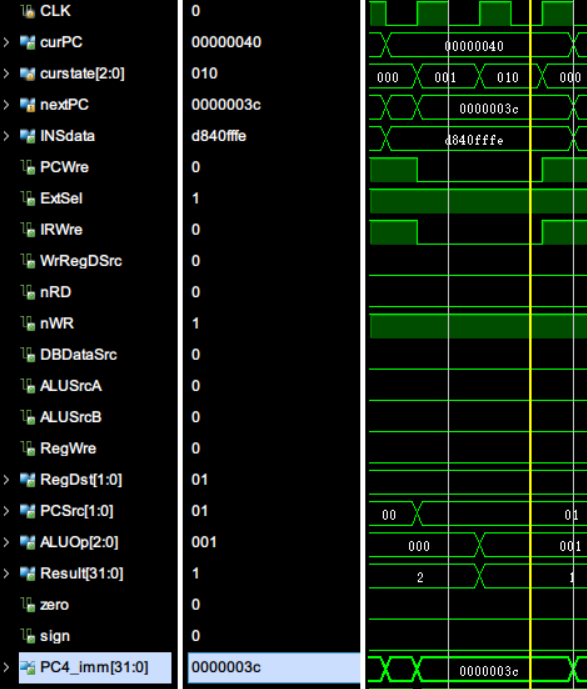 CLK 0
curPC 00000040 00000040
curstate[2:0] 010 000 001 010 000
nextPC 0000003c 0000003c
INSdata d840fffe d840fffe
PCWre 0
ExtSel 1
IRWre 0
WrRegDSrc 0
nRD 0
nWR 1
DBDataSrc 0
ALUSrcA 0
ALUSrcB 0
RegWre 0
RegDst[1:0] 01
PCSrc[1:0] 01 00 01
ALUOp[2:0] 001 000 001
Result[31:0] 1 2 1
zero 0
sign 0
PC4_imm[31:0] 0000003c 0000003c